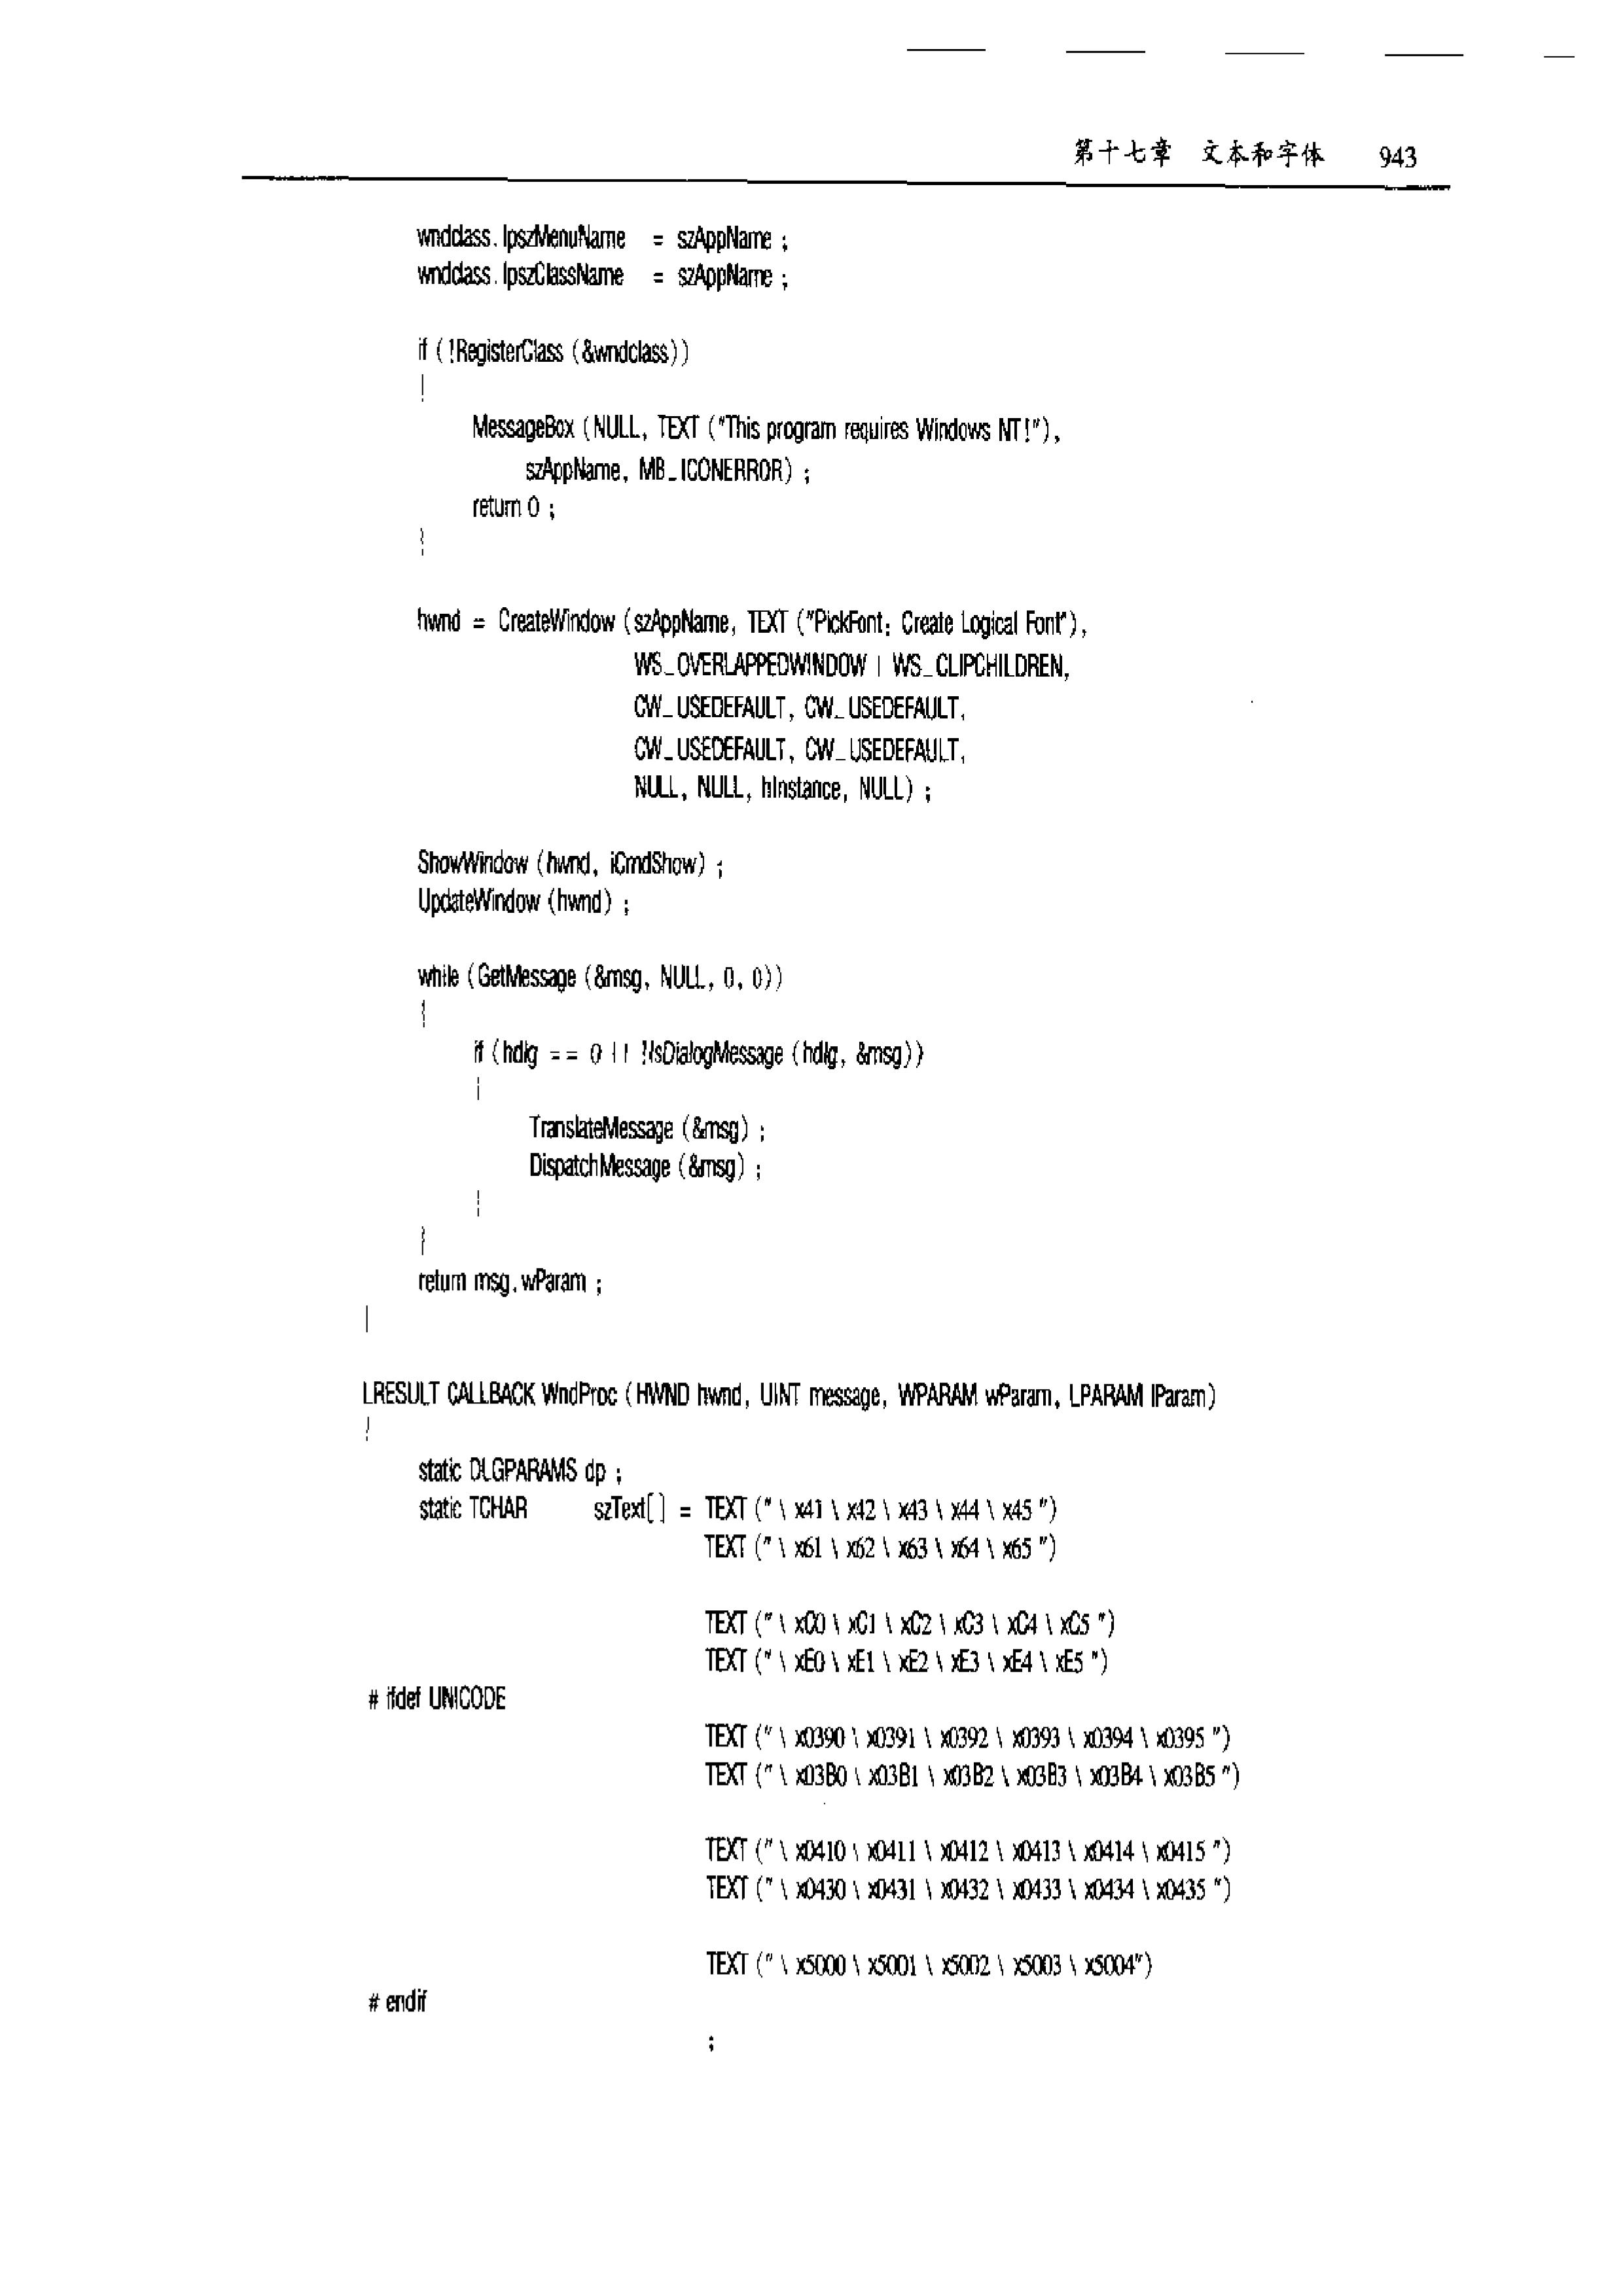 第十七章 文本和字体 943
wndclass.lpszMenuName = szAppName ;
wndclass.lpszClassName = szAppName ;
if (!RegisterClass (&wndclass))
{
MessageBox (NULL, TEXT ("This program requires Windows NT!"),
szAppName, MB_ICONERROR) ;
return 0 ;
}
hwnd = CreateWindow (szAppName, TEXT ("PickFont: Create Logical Font"),
WS_OVERLAPPEDWINDOW | WS_CLIPCHILDREN,
CW_USEDEFAULT, CW_USEDEFAULT,
CW_USEDEFAULT, CW_USEDEFAULT,
NULL, NULL, hInstance, NULL) ;
ShowWindow (hwnd, iCmdShow) ;
UpdateWindow (hwnd) ;
while (GetMessage (&msg, NULL, 0, 0))
{
if (hdlg == 0 || !IsDialogMessage (hdlg, &msg))
{
TranslateMessage (&msg) ;
DispatchMessage (&msg) ;
}
}
return msg.wParam ;
}
LRESULT CALLBACK WndProc (HWND hwnd, UINT message, WPARAM wParam, LPARAM lParam)
{
static DLGPARAMS dp ;
static TCHAR szText[] = TEXT ("\x41\x42\x43\x44\x45 ")
TEXT ("\x61\x62\x63\x64\x65 ")
TEXT ("\xC0\xC1\xC2\xC3\xC4\xC5 ")
TEXT ("\xE0\xE1\xE2\xE3\xE4\xE5 ")
# ifdef UNICODE
TEXT ("\x0390\x0391\x0392\x0393\x0394\x0395 ")
TEXT ("\x03B0\x03B1\x03B2\x03B3\x03B4\x03B5 ")
TEXT ("\x0410\x0411\x0412\x0413\x0414\x0415 ")
TEXT ("\x0430\x0431\x0432\x0433\x0434\x0435 ")
TEXT ("\x5000\x5001\x5002\x5003\x5004")
# endif
;